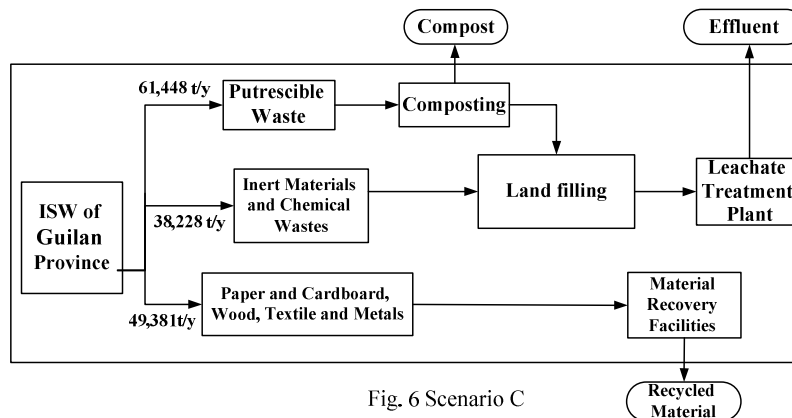 Compost
Effluent
61,448 t/y
Putrescible
Waste
Composting
ISW of
Guilan
Province
38,228 t/y
Inert Materials
and Chemical
Wastes
Land filling
Leachate
Treatment
Plant
49,381t/y
Paper and Cardboard,
Wood, Textile and Metals
Material
Recovery
Facilities
Recycled
Material
Fig. 6 Scenario C